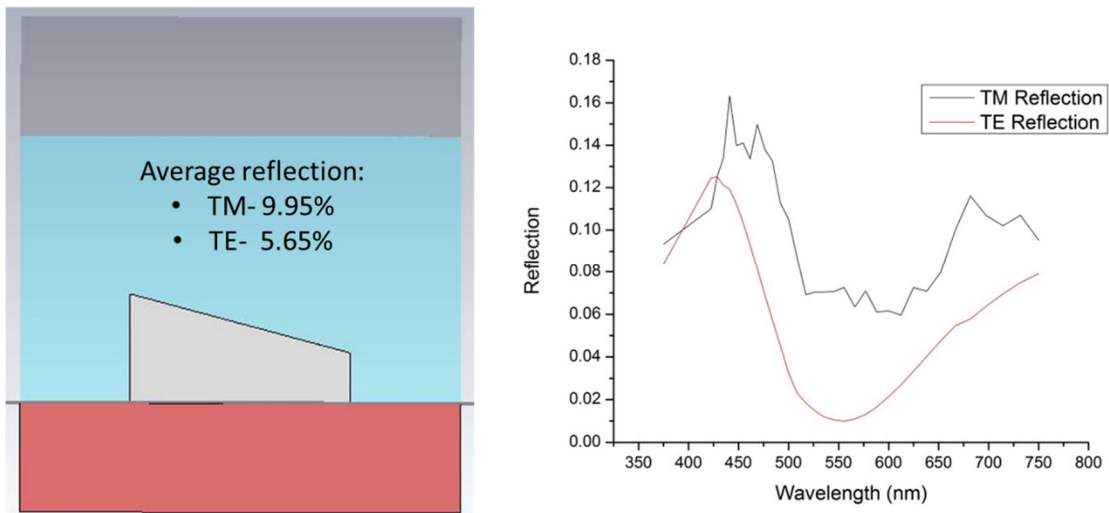 Average reflection:
• TM- 9.95%
• TE- 5.65%
0.18
0.16
0.14
0.12
0.10
0.08
0.06
0.04
0.02
0.00
Reflection
TM Reflection
TE Reflection
350 400 450 500 550 600 650 700 750 800
Wavelength (nm)